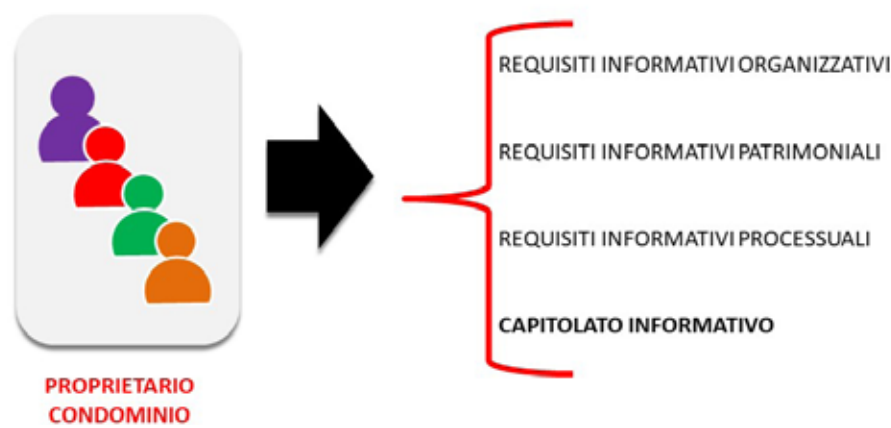 REQUISITI INFORMATIVI ORGANIZZATIVI
REQUISITI INFORMATIVI PATRIMONIALI
REQUISITI INFORMATIVI PROCESSUALI
CAPITOLATO INFORMATIVO
PROPRIETARIO
CONDOMINIO